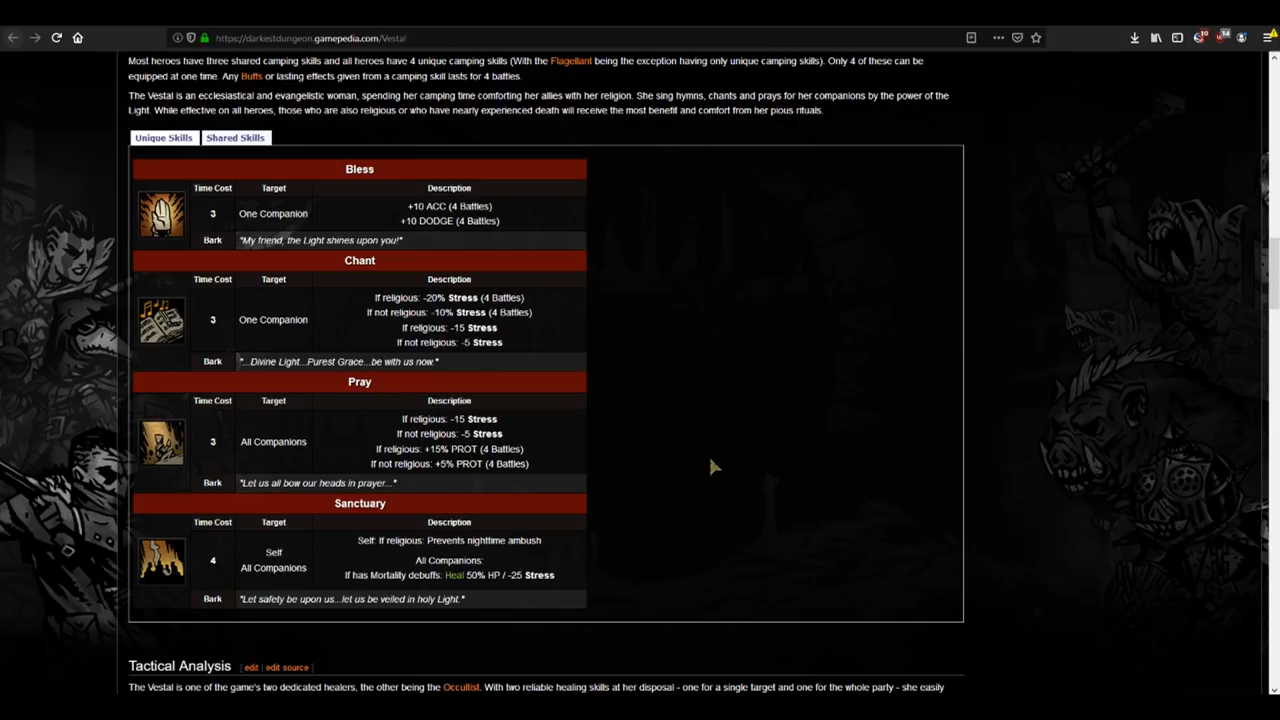 https://darkestdungeon.gamepedia.com/Vestal
10
14
Most heroes have three shared camping skills and all heroes have 4 unique camping skills (With the Flagellant being the exception having only unique camping skills). Only 4 of these can be
equipped at one time. Any Buffs or lasting effects given from a camping skill lasts for 4 battles.
The Vestal is an ecclesiastical and evangelistic woman, spending her camping time comforting her allies with her religion. She sing hymns, chants and prays for her companions by the power of the
Light. While effective on all heroes, those who are also religious or who have nearly experienced death will receive the most benefit and comfort from her pious rituals.
Unique Skills Shared Skills
Bless
Time Cost Target Description
3 One Companion +10 ACC (4 Battles)
+10 DODGE (4 Battles)
Bark "My friend, the Light shines upon you!"
Chant
Time Cost Target Description
If religious: -20% Stress (4 Battles)
If not religious: -10% Stress (4 Battles)
3 One Companion
If religious: -15 Stress
If not religious: -5 Stress
Bark "...Divine Light...Purest Grace...be with us now."
Pray
Time Cost Target Description
If religious: -15 Stress
If not religious: -5 Stress
3 All Companions
If religious: +15% PROT (4 Battles)
If not religious: +5% PROT (4 Battles)
Bark "Let us all bow our heads in prayer..."
Sanctuary
Time Cost Target Description
Self: If religious: Prevents nighttime ambush
4 Self
All Companions
All Companions:
If has Mortality debuffs: Heal 50% HP / -25 Stress
Bark "Let safety be upon us...let us be veiled in holy Light."
Tactical Analysis [ edit | edit source ]
The Vestal is one of the game's two dedicated healers, the other being the Occultist. With two reliable healing skills at her disposal - one for a single target and one for the whole party - she easily